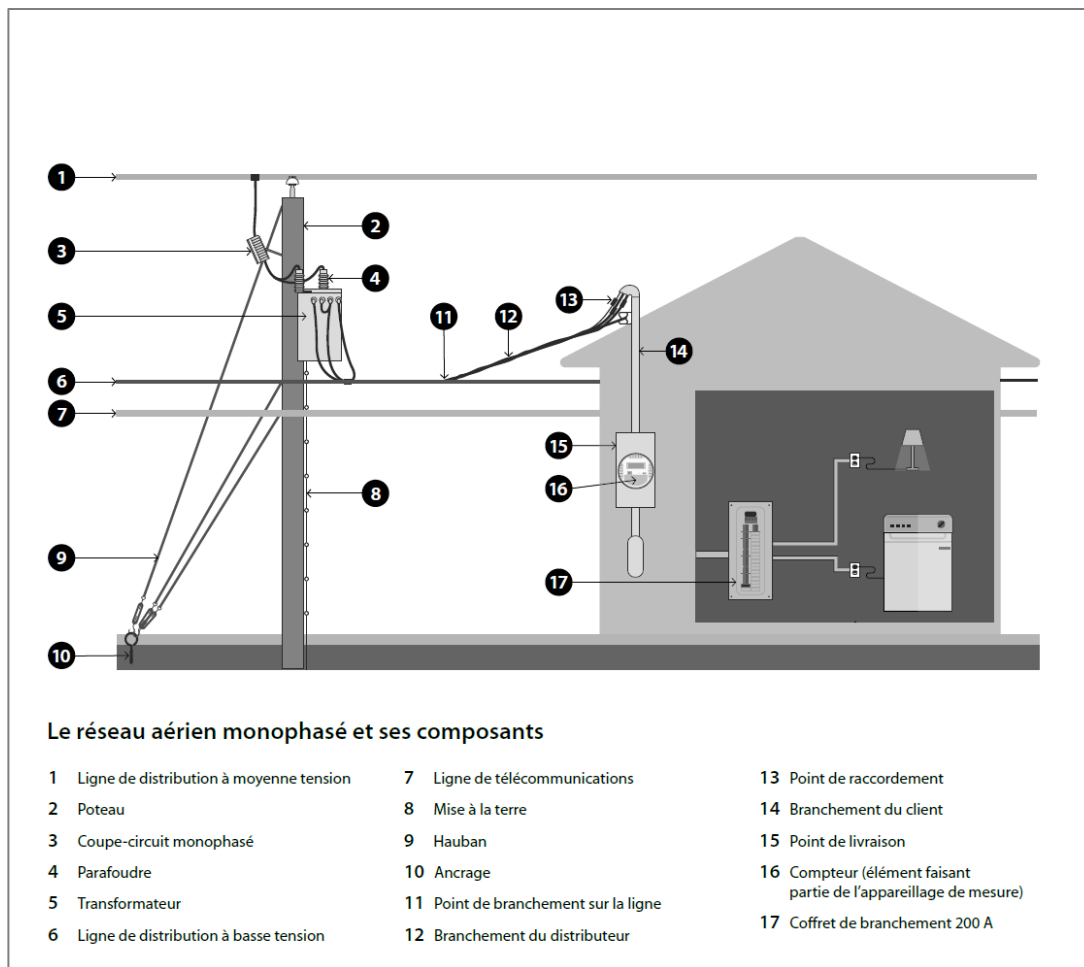 1
2
3
4
5
6
7
8
9
10
11
12
13
14
15
16
17
Le réseau aérien monophasé et ses composants
1 Ligne de distribution à moyenne tension
2 Poteau
3 Coupe-circuit monophasé
4 Parafoudre
5 Transformateur
6 Ligne de distribution à basse tension
7 Ligne de télécommunications
8 Mise à la terre
9 Hauban
10 Ancrage
11 Point de branchement sur la ligne
12 Branchement du distributeur
13 Point de raccordement
14 Branchement du client
15 Point de livraison
16 Compteur (élément faisant
partie de l'appareillage de mesure)
17 Coffret de branchement 200 A